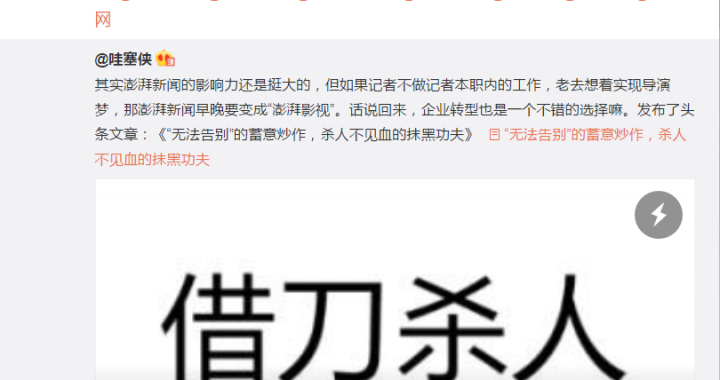 网
@哇塞侠
其实澎湃新闻的影响力还是挺大的，但如果记者不做记者本职内的工作，老去想着实现导演
梦，那澎湃新闻早晚要变成“澎湃影视”。话说回来，企业转型也是一个不错的选择嘛。发布了头
条文章：《“无法告别”的蓄意炒作，杀人不见血的抹黑功夫》 “无法告别”的蓄意炒作，杀人
不见血的抹黑功夫
借刀杀人